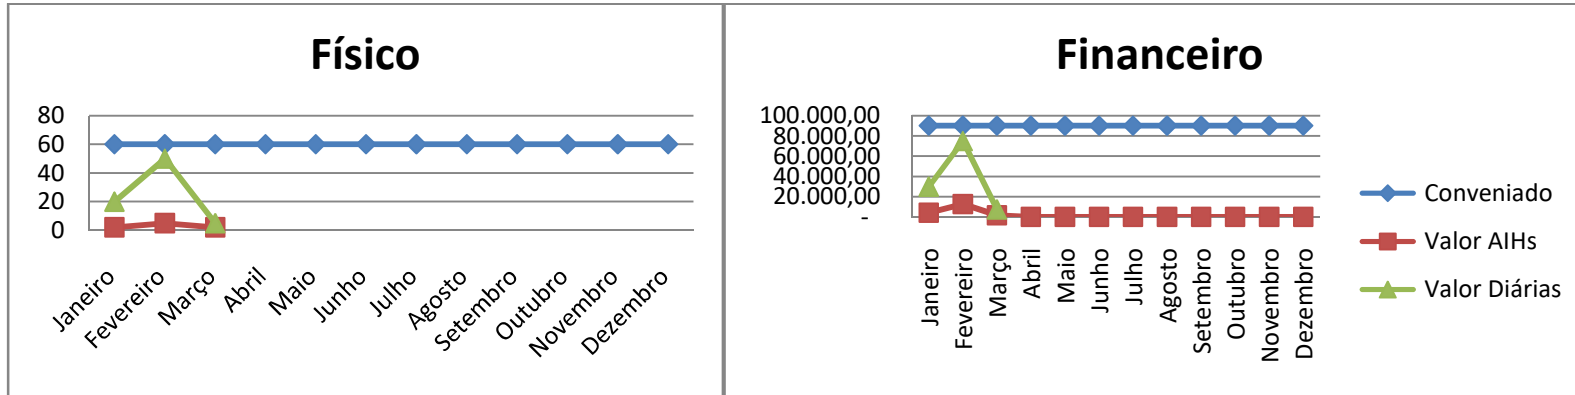 Físico
80
60
40
20
0
Janeiro
Fevereiro
Março
Abril
Maio
Junho
Julho
Agosto
Setembro
Outubro
Novembro
Dezembro
Financeiro
100.000,00
80.000,00
60.000,00
40.000,00
20.000,00
-
Janeiro
Fevereiro
Março
Abril
Maio
Junho
Julho
Agosto
Setembro
Outubro
Novembro
Dezembro
Conveniado
Valor AIHs
Valor Diárias